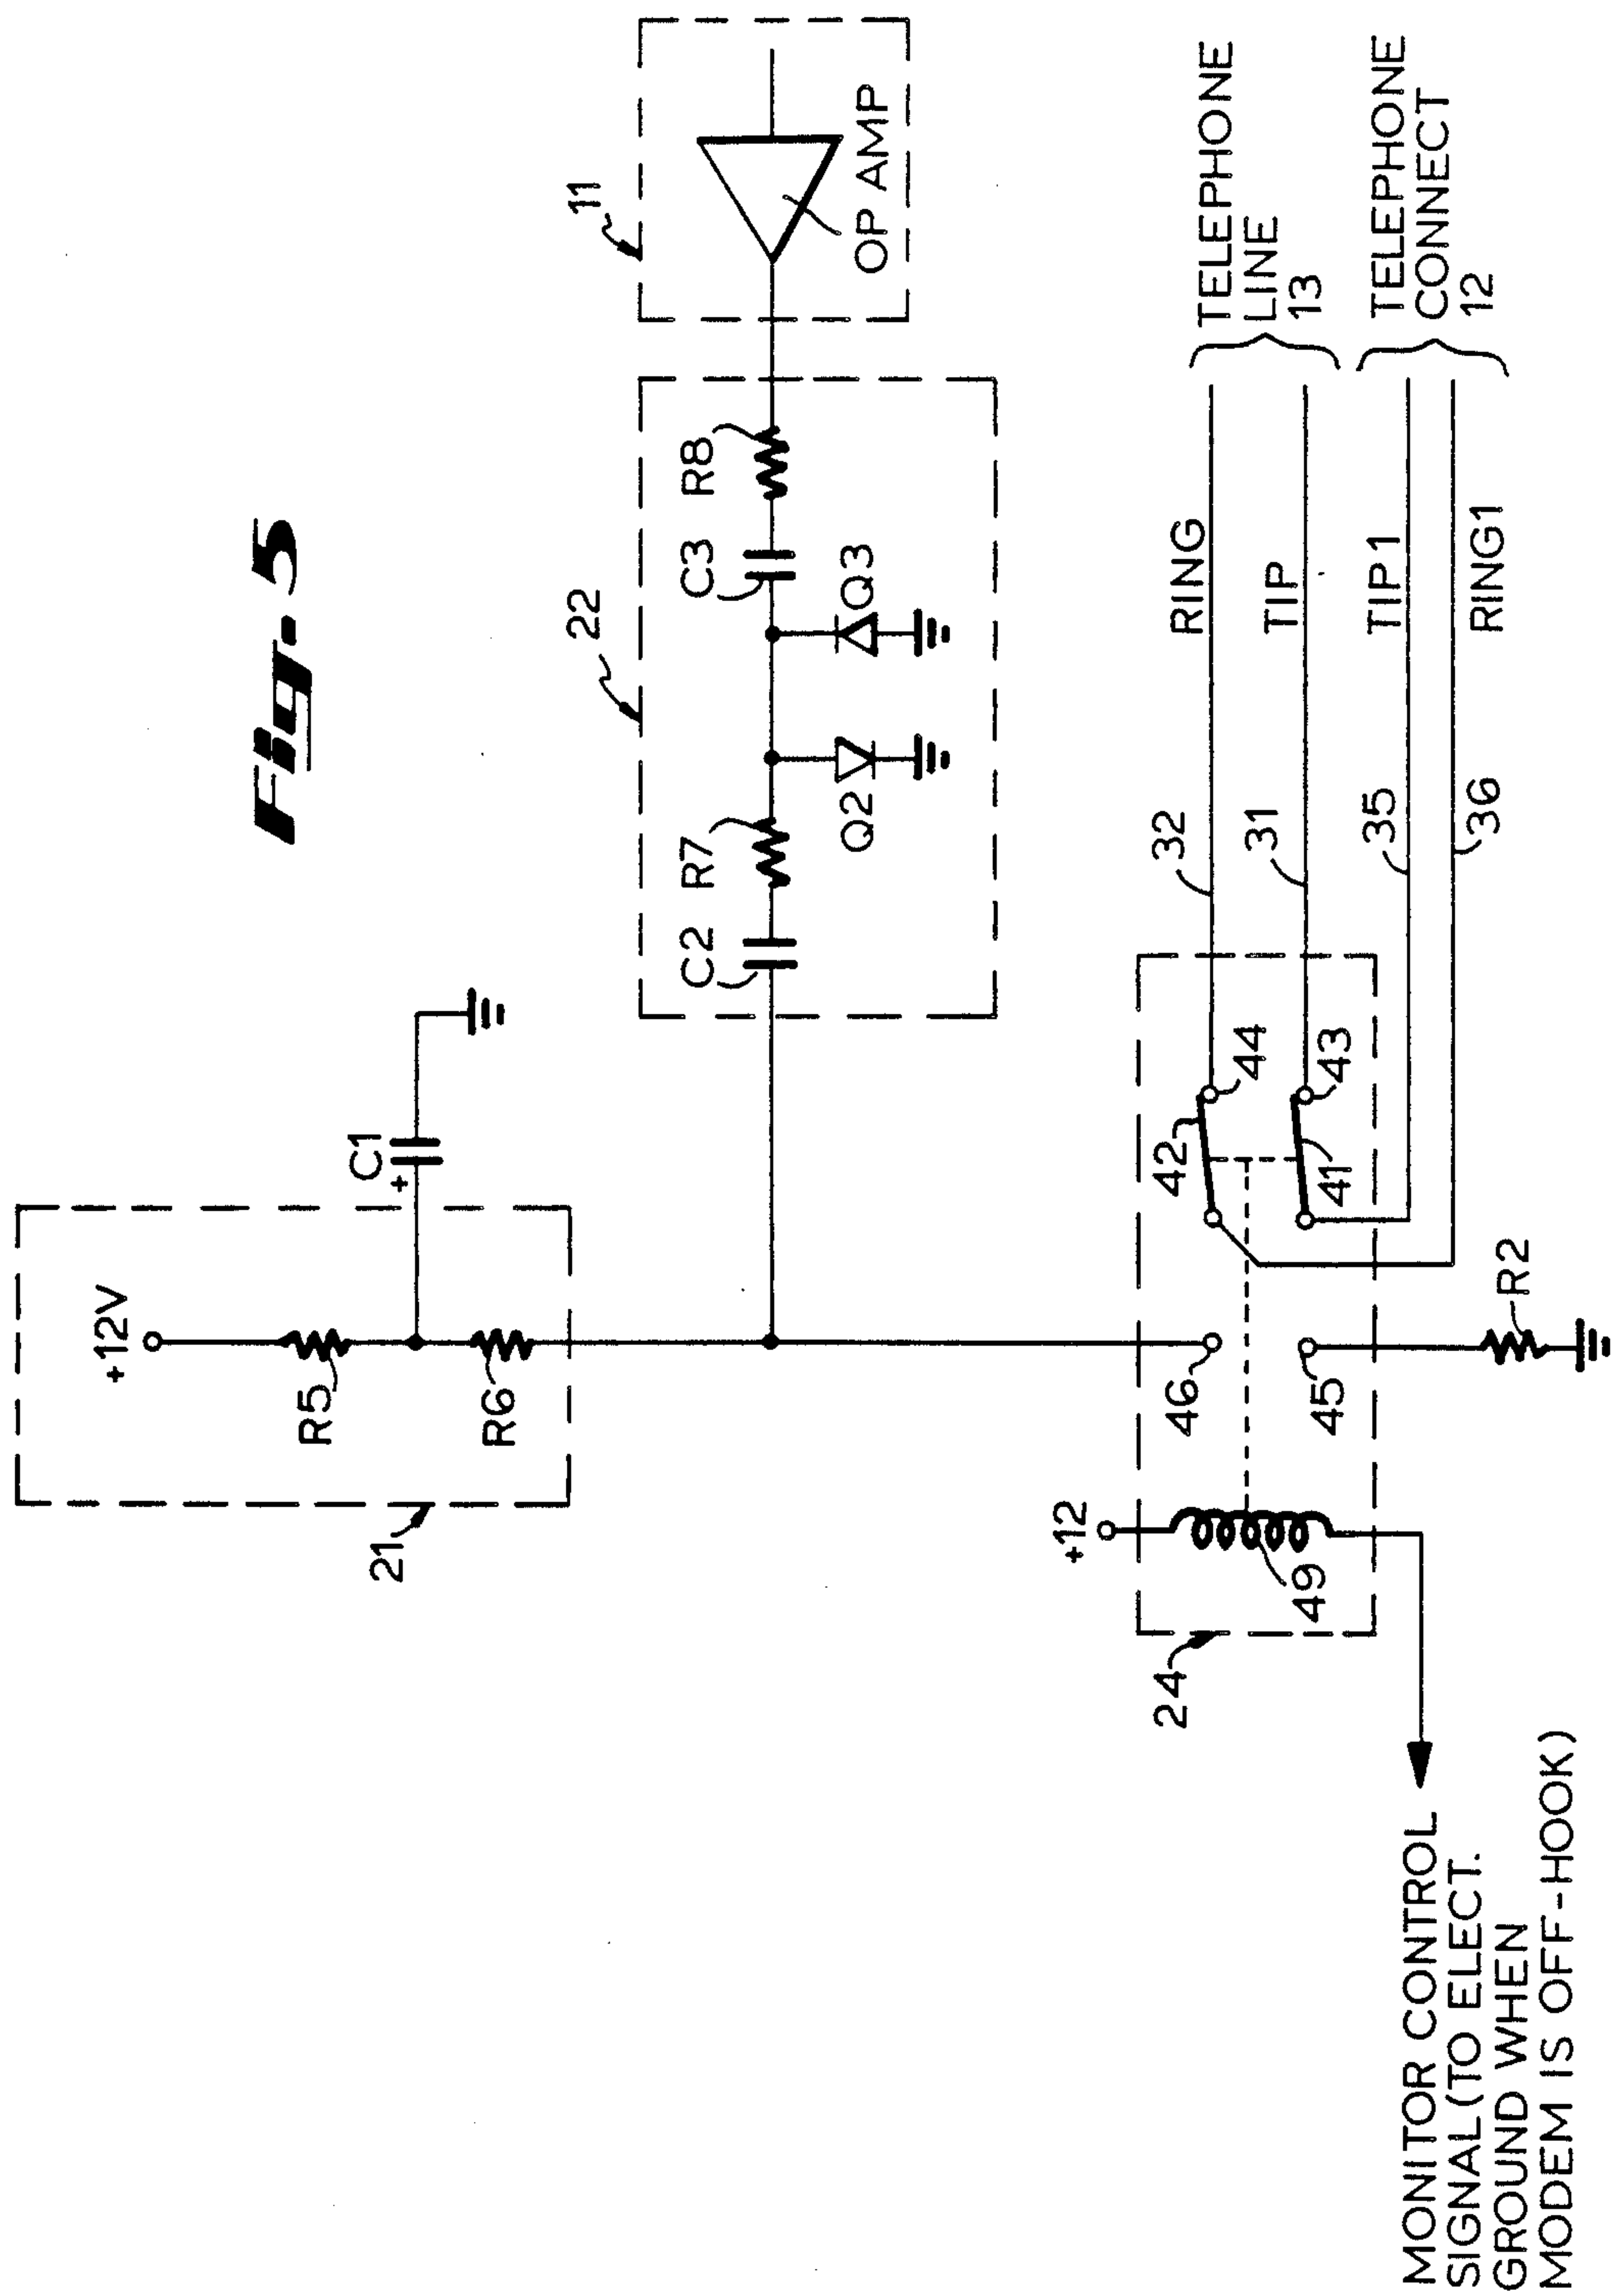 Fig-5
+12V
R5
R6
21
C1
+
11
OP AMP
22
C2
R7
Q2
Q3
C3
R8
+12
24
49
46
45
R2
42
44
41
43
32
31
35
36
RING
TIP
TIP1
RING1
TELEPHONE
LINE
13
TELEPHONE
CONNECT
12
MONITOR CONTROL
SIGNAL (TO ELECT.
GROUND WHEN
MODEM IS OFF-HOOK)